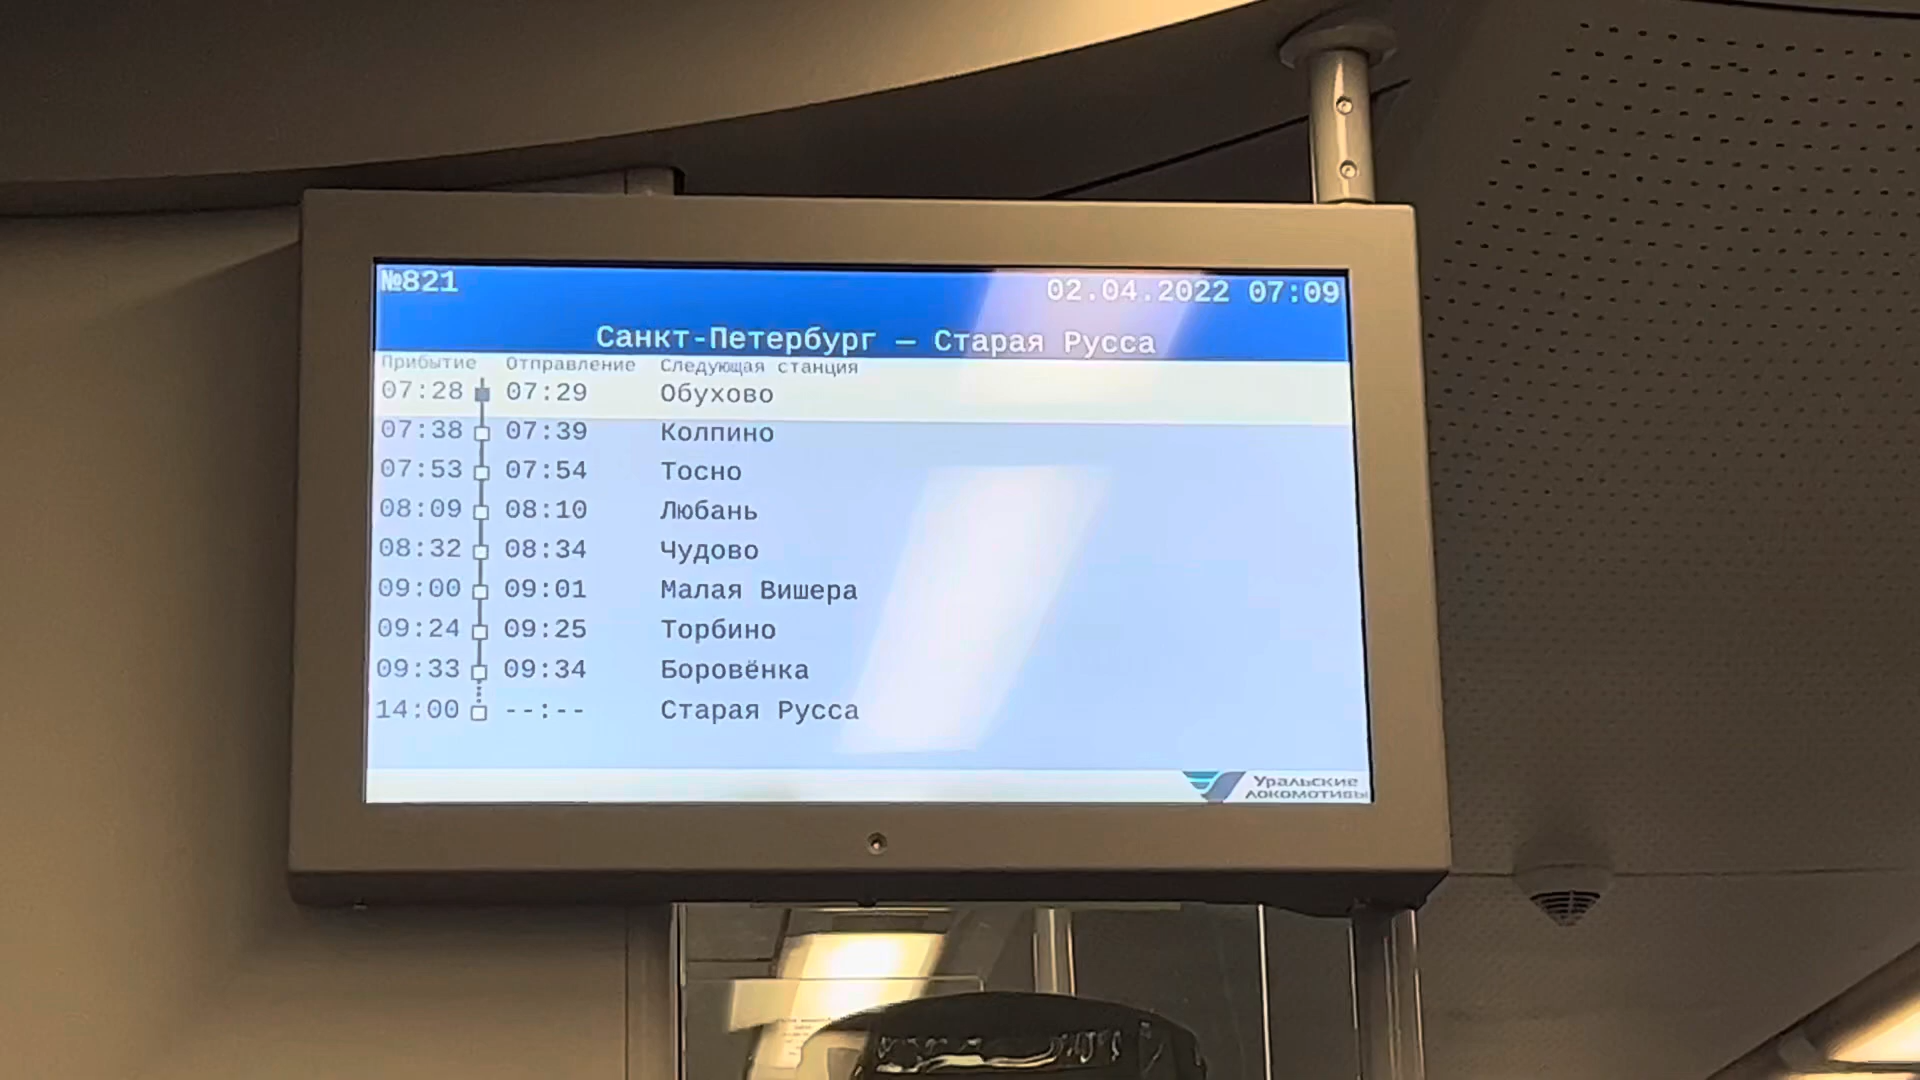 №821
02.04.2022 07:09
Санкт-Петербург — Старая Русса
Прибытие Отправление Следующая станция
07:28 07:29 Обухово
07:38 07:39 Колпино
07:53 07:54 Тосно
08:09 08:10 Любань
08:32 08:34 Чудово
09:00 09:01 Малая Вишера
09:24 09:25 Торбино
09:33 09:34 Боровёнка
14:00 --:-- Старая Русса
Уральские
локомотивы